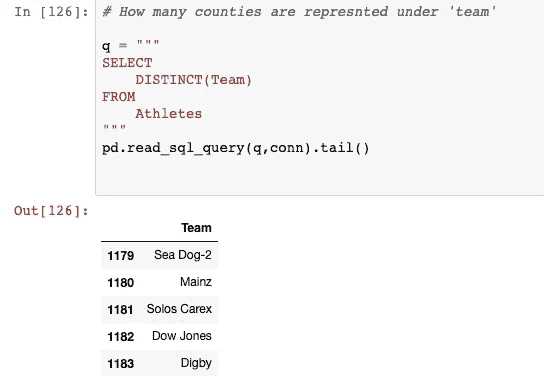 In [126]: # How many counties are represnted under 'team'
q = """
SELECT
DISTINCT(Team)
FROM
Athletes
"""
pd.read_sql_query(q,conn).tail()
Out[126]:
Team
1179 Sea Dog-2
1180 Mainz
1181 Solos Carex
1182 Dow Jones
1183 Digby